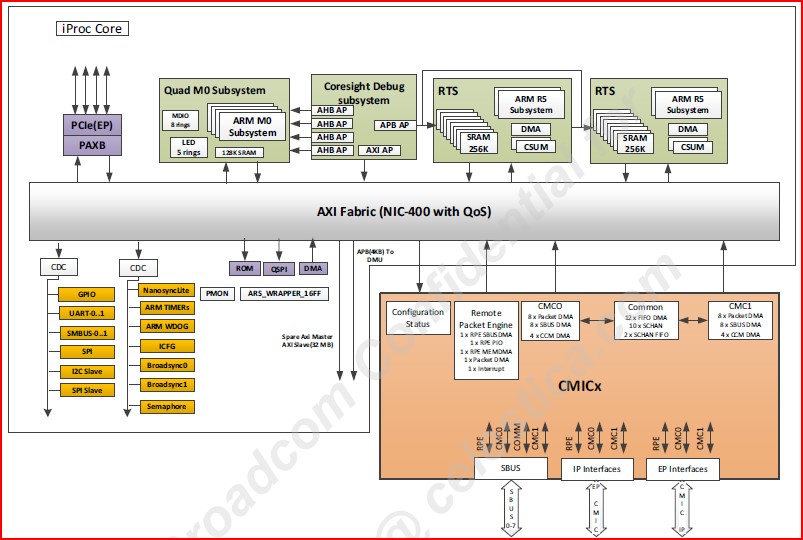 iProc Core
PCIe(EP)
PAXB
Quad M0 Subsystem
MDIO
8 rings
LED
5 rings
ARM M0
Subsystem
128K SRAM
Coresight Debug
subsystem
AHB AP
AHB AP
AHB AP
AHB AP
APB AP
AXI AP
RTS
ARM R5
Subsystem
DMA
CSUM
SRAM
256K
RTS
ARM R5
Subsystem
DMA
CSUM
SRAM
256K
AXI Fabric (NIC-400 with QoS)
CDC
GPIO
UART-0..1
SMBUS-0..1
SPI
I2C Slave
SPI Slave
CDC
NanosyncLite
ARM TIMERS
ARM WDOG
ICFG
Broadsync0
Broadsync1
Semaphore
ROM
QSPI
DMA
PMON
ARS_WRAPPER_16FF
APB(4KB) To
DMU
Spare Axl Master
AXI Slave(32 MB)
Configuration
Status
Remote
Packet Engine
1 x RPE SBUSDMA
1 x RPE PIO
1 x RPE MEMDMA
1 x Packet DMA
1 x Interrupt
CMC0
8 x Packet DMA
8 x SBUS DMA
4 x CCM DMA
Common
12 x FIFO DMA
10 x SCHAN
2 x SCHAN FIFO
CMC1
8 x Packet DMA
8 x SBUS DMA
4 x CCM DMA
CMICx
RPE
CMC0
COMM
CMC1
RPE
CMC0
CMC1
RPE
CMC0
CMC1
SBUS
IP Interfaces
EP Interfaces
S
B
U
S
0-7
EP
C
M
I
C
C
M
I
C
IP
Broadcom Confidential for
@ celestica.com